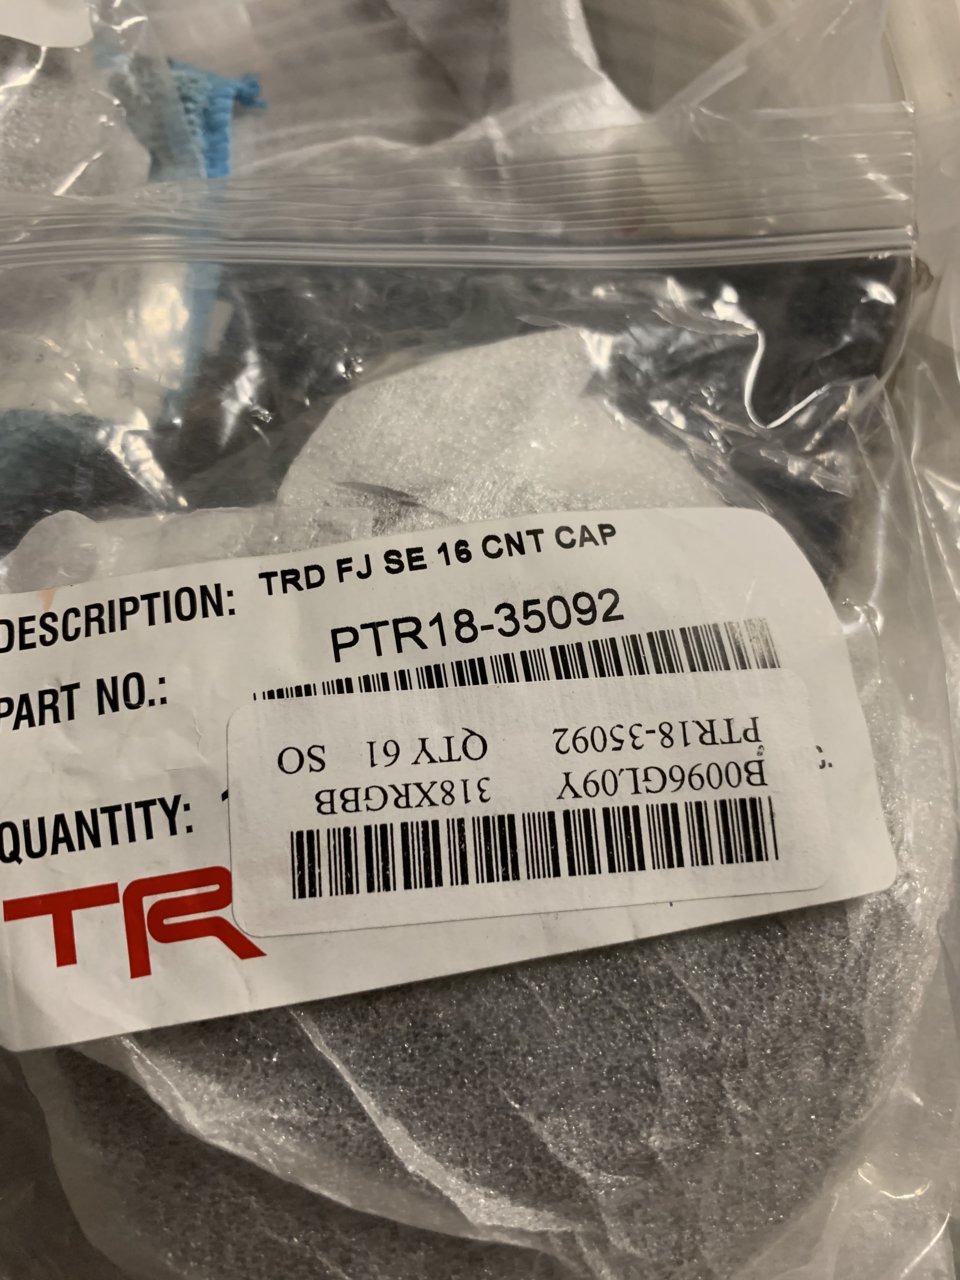 DESCRIPTION: TRD FJ SE 16 CNT CAP
PART NO.: PTR18-35092
QUANTITY:
TR
B0096GL09Y 318XRGBB
PTR18-35092 QTY SO